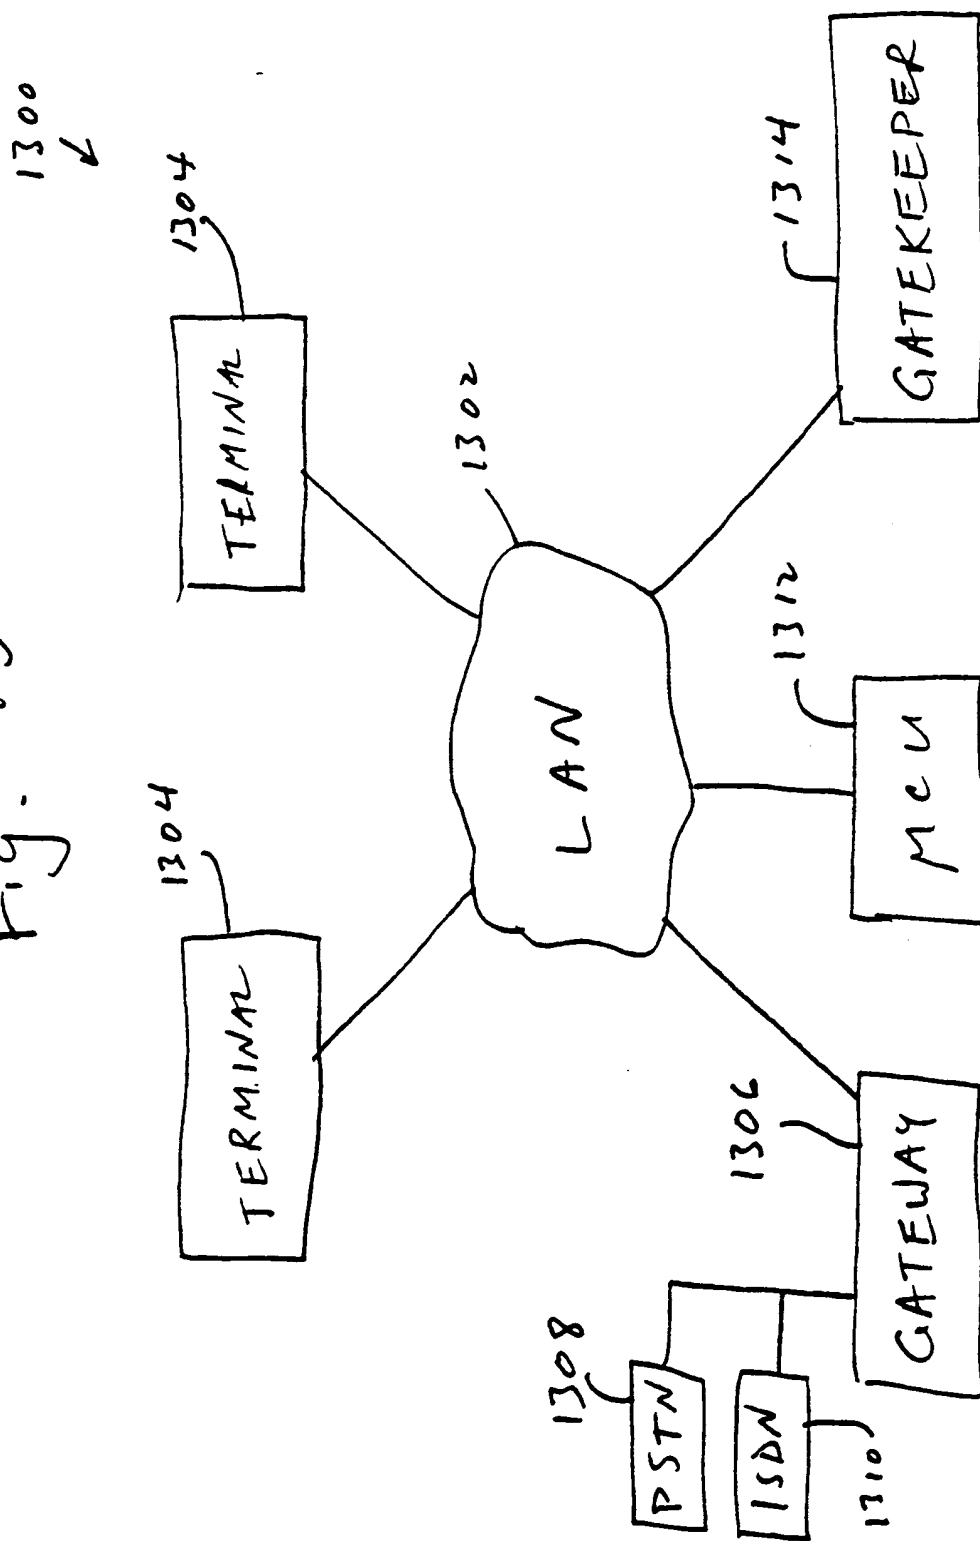 Fig.
1300
1304
TERMINAL
1304
TERMINAL
1302
LAN
1308
PSTN
ISDN
1310
1306
GATEWAY
1312
MCU
1314
GATEKEEPER